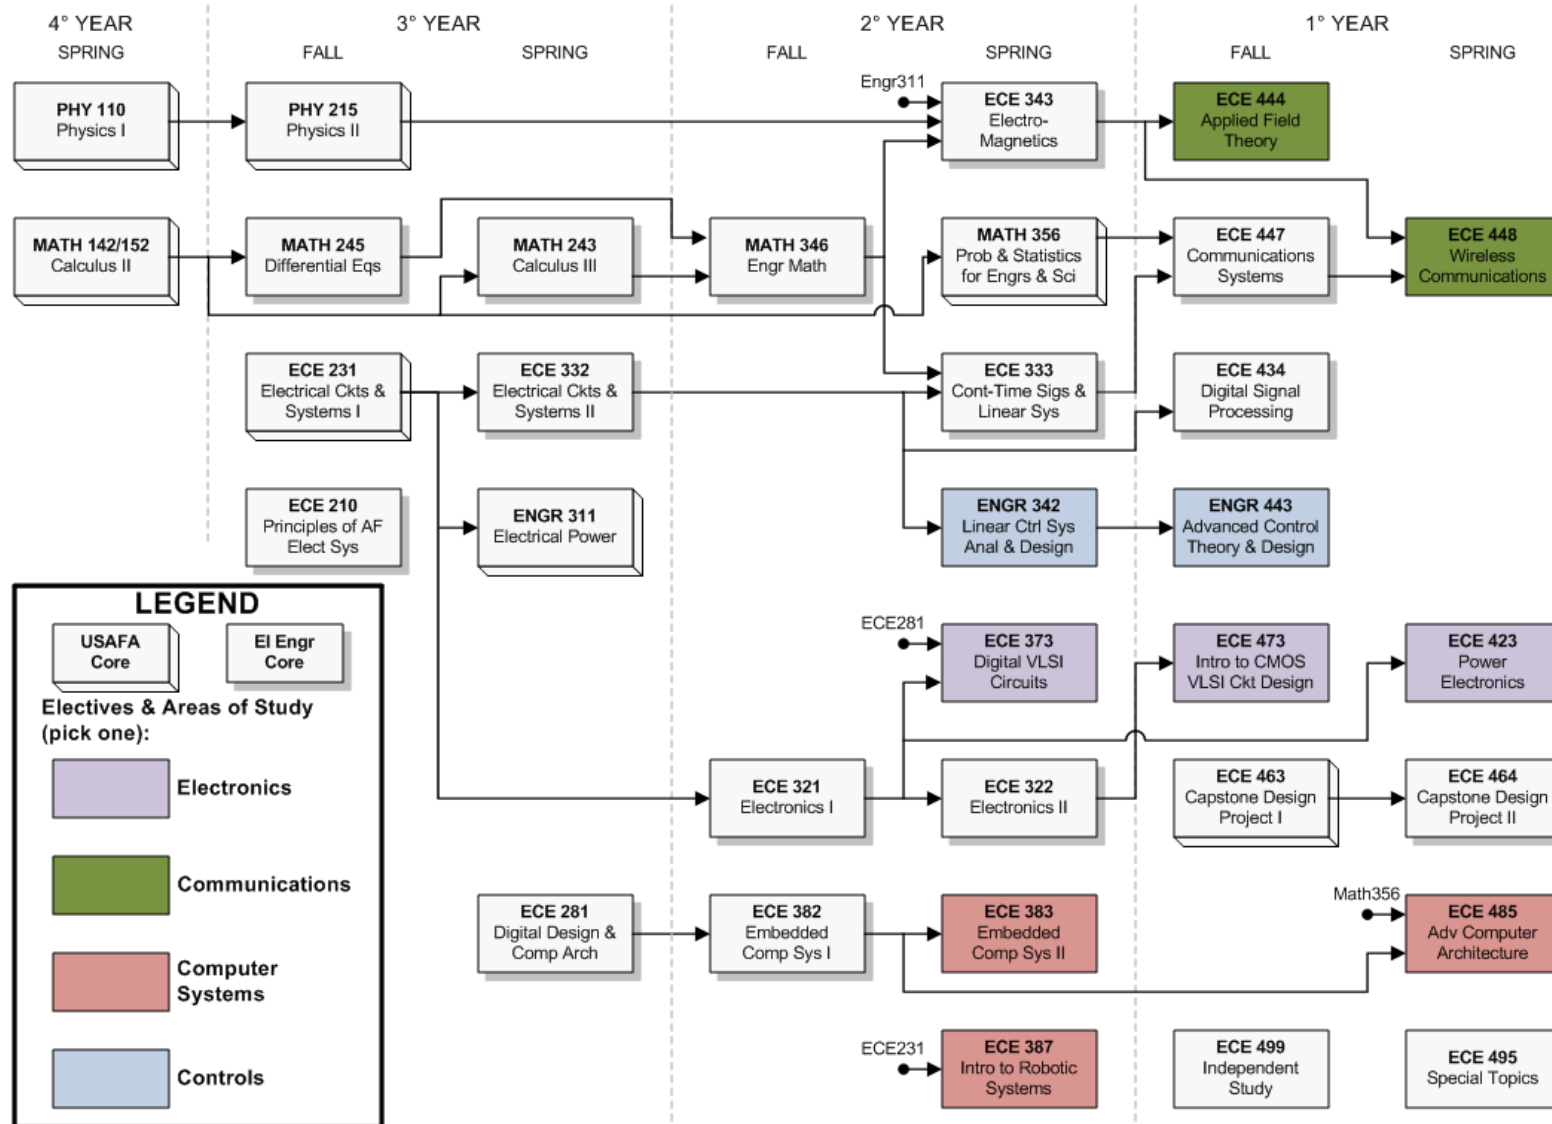 4° YEAR
3° YEAR
2° YEAR
1° YEAR
SPRING
FALL
SPRING
FALL
SPRING
FALL
SPRING
PHY 110
Physics I
PHY 215
Physics II
Engr311
ECE 343
Electro-
Magnetics
ECE 444
Applied Field
Theory
MATH 142/152
Calculus II
MATH 245
Differential Eqs
MATH 243
Calculus III
MATH 346
Engr Math
MATH 356
Prob & Statistics
for Engrs & Sci
ECE 447
Communications
Systems
ECE 448
Wireless
Communications
ECE 231
Electrical Ckts &
Systems I
ECE 332
Electrical Ckts &
Systems II
ECE 333
Cont-Time Sigs &
Linear Sys
ECE 434
Digital Signal
Processing
ECE 210
Principles of AF
Elect Sys
ENGR 311
Electrical Power
ENGR 342
Linear Ctrl Sys
Anal & Design
ENGR 443
Advanced Control
Theory & Design
LEGEND
USAFA
Core
El Engr
Core
Electives & Areas of Study
(pick one):
Electronics
Communications
Computer
Systems
Controls
ECE281
ECE 373
Digital VLSI
Circuits
ECE 473
Intro to CMOS
VLSI Ckt Design
ECE 423
Power
Electronics
ECE 321
Electronics I
ECE 322
Electronics II
ECE 463
Capstone Design
Project I
ECE 464
Capstone Design
Project II
ECE 281
Digital Design &
Comp Arch
ECE 382
Embedded
Comp Sys I
ECE 383
Embedded
Comp Sys II
Math356
ECE 485
Adv Computer
Architecture
ECE231
ECE 387
Intro to Robotic
Systems
ECE 499
Independent
Study
ECE 495
Special Topics